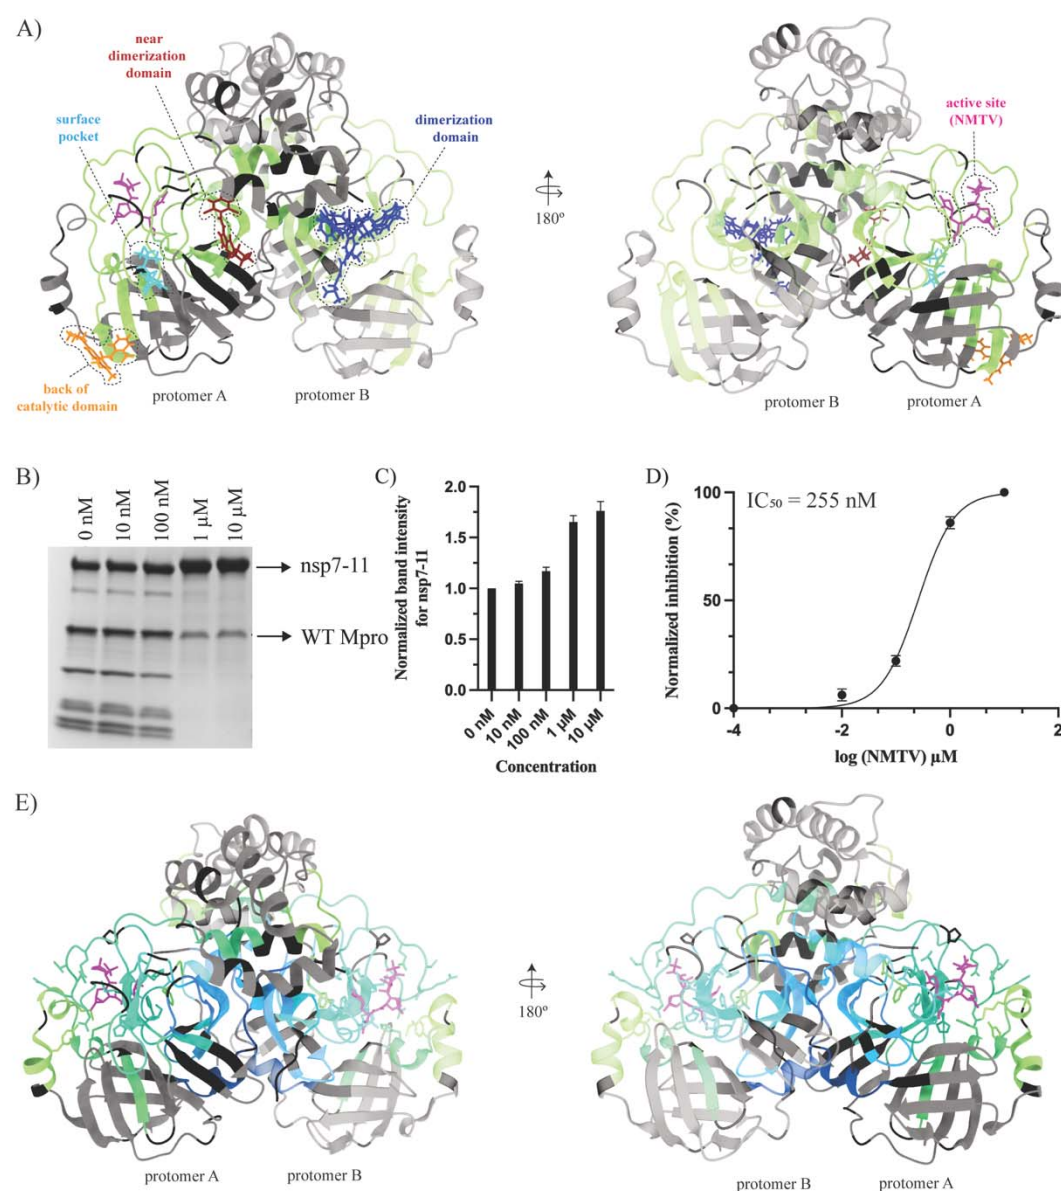 A)
near
dimerization
domain
surface
pocket
dimerization
domain
back of
catalytic domain
protomer A
protomer B
180º
active site
(NMTV)
protomer B
protomer A
B)
0 nM
10 nM
100 nM
1 µM
10 µM
nsp7-11
WT Mpro
C)
Normalized band intensity
for nsp7-11
2.0
1.5
1.0
0.5
0.0
0 nM
10 nM
100 nM
1 µM
10 µM
Concentration
D)
IC₅₀ = 255 nM
Normalized inhibition (%)
100
50
0
-4
-2
0
2
log (NMTV) µM
E)
180º
protomer A
protomer B
protomer B
protomer A